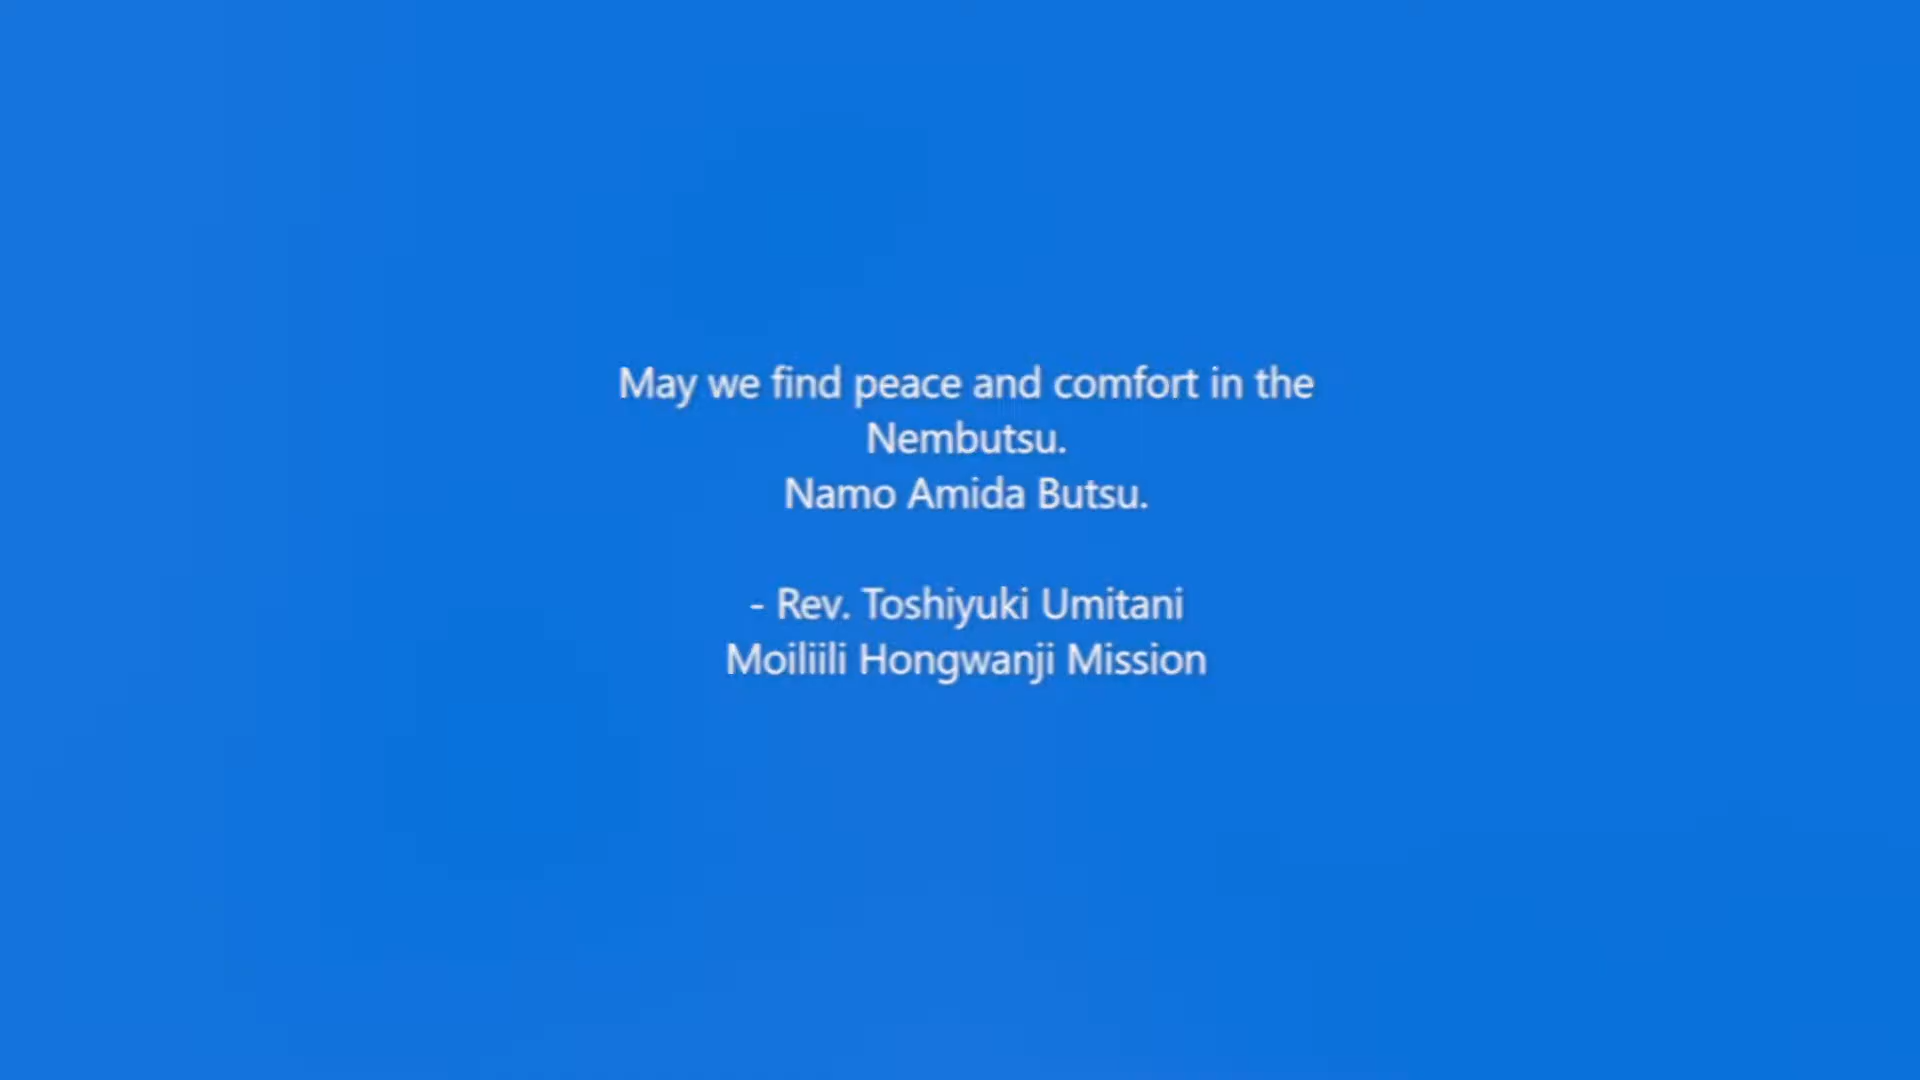 May we find peace and comfort in the
Nembutsu.
Namo Amida Butsu.
- Rev. Toshiyuki Umitani
Moiliili Hongwanji Mission